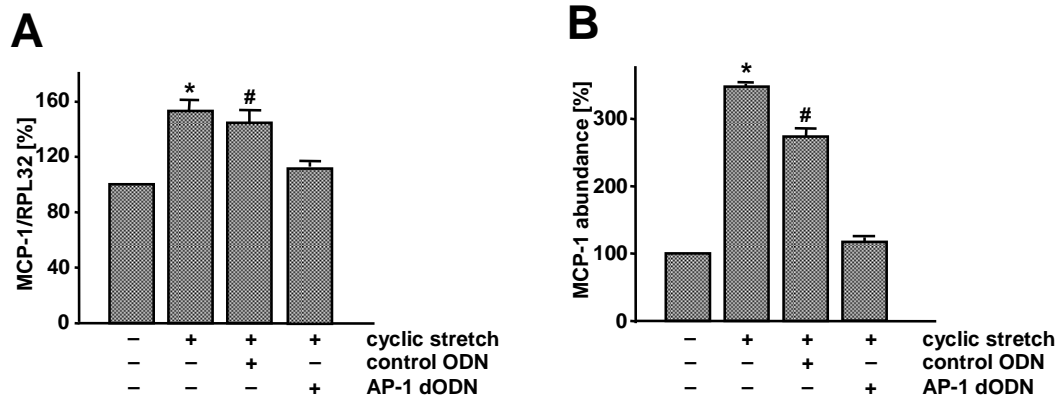 A
MCP-1/RPL32 [%]
160
120
80
40
0
*
#
– + + + cyclic stretch
– – + – control ODN
– – – + AP-1 dODN
B
MCP-1 abundance [%]
300
200
100
0
*
#
– + + + cyclic stretch
– – + – control ODN
– – – + AP-1 dODN